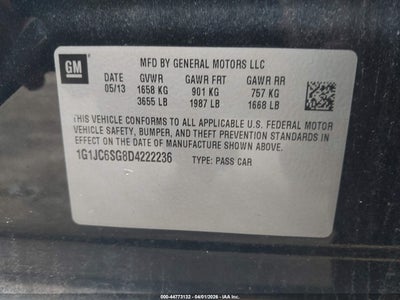 GM
MFD BY GENERAL MOTORS LLC
DATE GVWR GAWR FRT GAWR RR
05/13 1658 KG 901 KG 757 KG
3655 LB 1987 LB 1668 LB
THIS VEHICLE CONFORMS TO ALL APPLICABLE U.S. FEDERAL MOTOR
VEHICLE SAFETY, BUMPER, AND THEFT PREVENTION STANDARDS
IN EFFECT ON THE DATE OF MANUFACTURE SHOWN ABOVE.
1G1JC6SG8D4222236 TYPE: PASS CAR
ID: 000-44773132 - 04/01/2026 - IAA